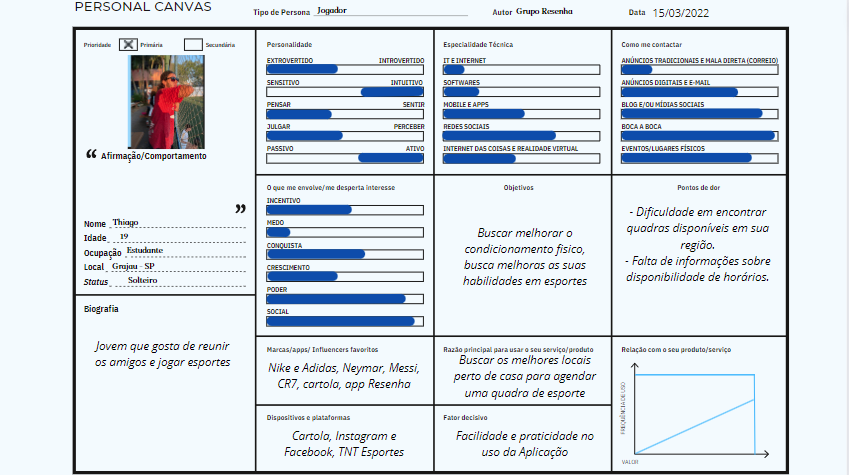 PERSONAL CANVAS
Tipo de Persona Jogador
Autor Grupo Resenha
Data 15/03/2022
Prioridade Primária Secundária
“ Afirmação/Comportamento
”
Nome Thiago
Idade 19
Ocupação Estudante
Local Grajau - SP
Status Solteiro
Biografia
Jovem que gosta de reunir
os amigos e jogar esportes
Personalidade
EXTROVERTIDO INTROVERTIDO
SENSITIVO INTUITIVO
PENSAR SENTIR
JULGAR PERCEBER
PASSIVO ATIVO
Especialidade Técnica
IT E INTERNET
SOFTWARES
MOBILE E APPS
REDES SOCIAIS
INTERNET DAS COISAS E REALIDADE VIRTUAL
Como me contactar
ANÚNCIOS TRADICIONAIS E MALA DIRETA (CORREIO)
ANÚNCIOS DIGITAIS E E-MAIL
BLOG E/OU MÍDIAS SOCIAIS
BOCA A BOCA
EVENTOS/LUGARES FÍSICOS
O que me envolve/me desperta interesse
INCENTIVO
MEDO
CONQUISTA
CRESCIMENTO
PODER
SOCIAL
Objetivos
Buscar melhorar o
condicionamento fisico,
busca melhoras as suas
habilidades em esportes
Pontos de dor
- Dificuldade em encontrar
quadras disponíveis em sua
região.
- Falta de informações sobre
disponibilidade de horários.
Marcas/apps/ Influencers favoritos
Nike e Adidas, Neymar, Messi,
CR7, cartola, app Resenha
Razão principal para usar o seu serviço/produto
Buscar os melhores locais
perto de casa para agendar
uma quadra de esporte
Relação com o seu produto/serviço
FREQUÊNCIA DE USO
VALOR
Dispositivos e plataformas
Cartola, Instagram e
Facebook, TNT Esportes
Fator decisivo
Facilidade e praticidade no
uso da Aplicação